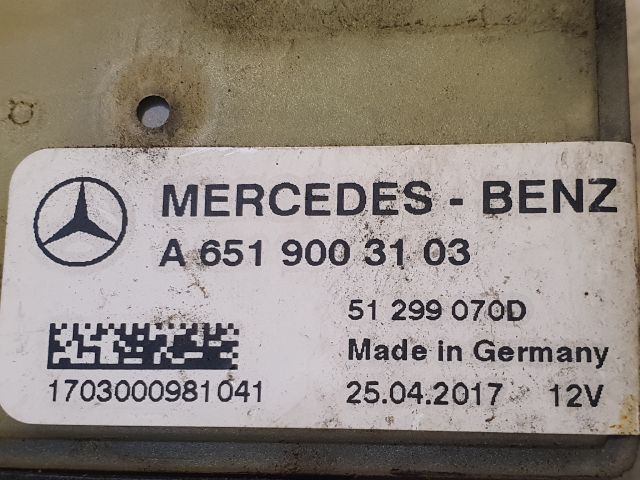 MERCEDES - BENZ
A 651 900 31 03
51 299 070D
Made in Germany
1703000981041
25.04.2017 12V